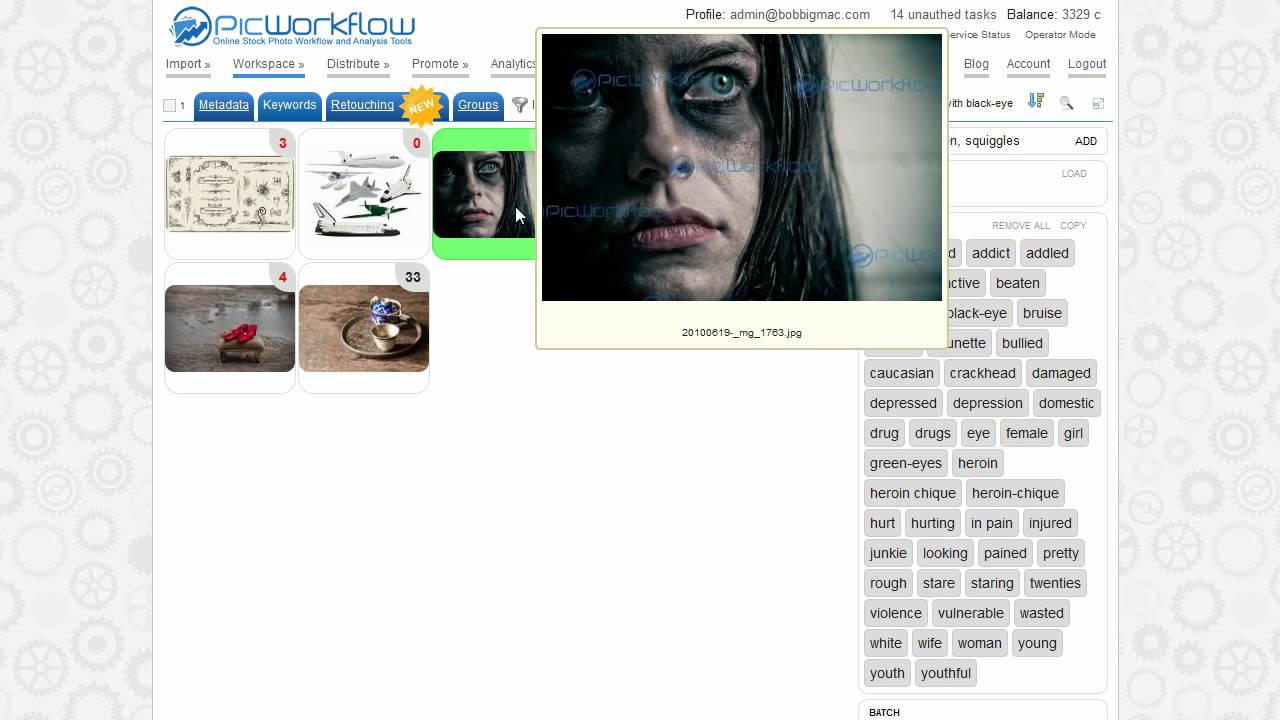 PicWorkflow
Online Stock Photo Workflow and Analysis Tools
Profile: admin@bobbigmac.com 14 unauthed tasks Balance: 3329 c
Service Status Operator Mode
Import » Workspace » Distribute » Promote » Analytics Blog Account Logout
1 Metadata Keywords Retouching NEW Groups with black-eye
3
0
squiggles ADD
LOAD
PicWorkflow
PicWorkflow
PicWorkflow
PicWorkflow
20100619-_mg_1763.jpg
4
33
REMOVE ALL COPY
addict addled
beaten
black-eye bruise
bullied
caucasian crackhead damaged
depressed depression domestic
drug drugs eye female girl
green-eyes heroin
heroin chique heroin-chique
hurt hurting in pain injured
junkie looking pained pretty
rough stare staring twenties
violence vulnerable wasted
white wife woman young
youth youthful
BATCH